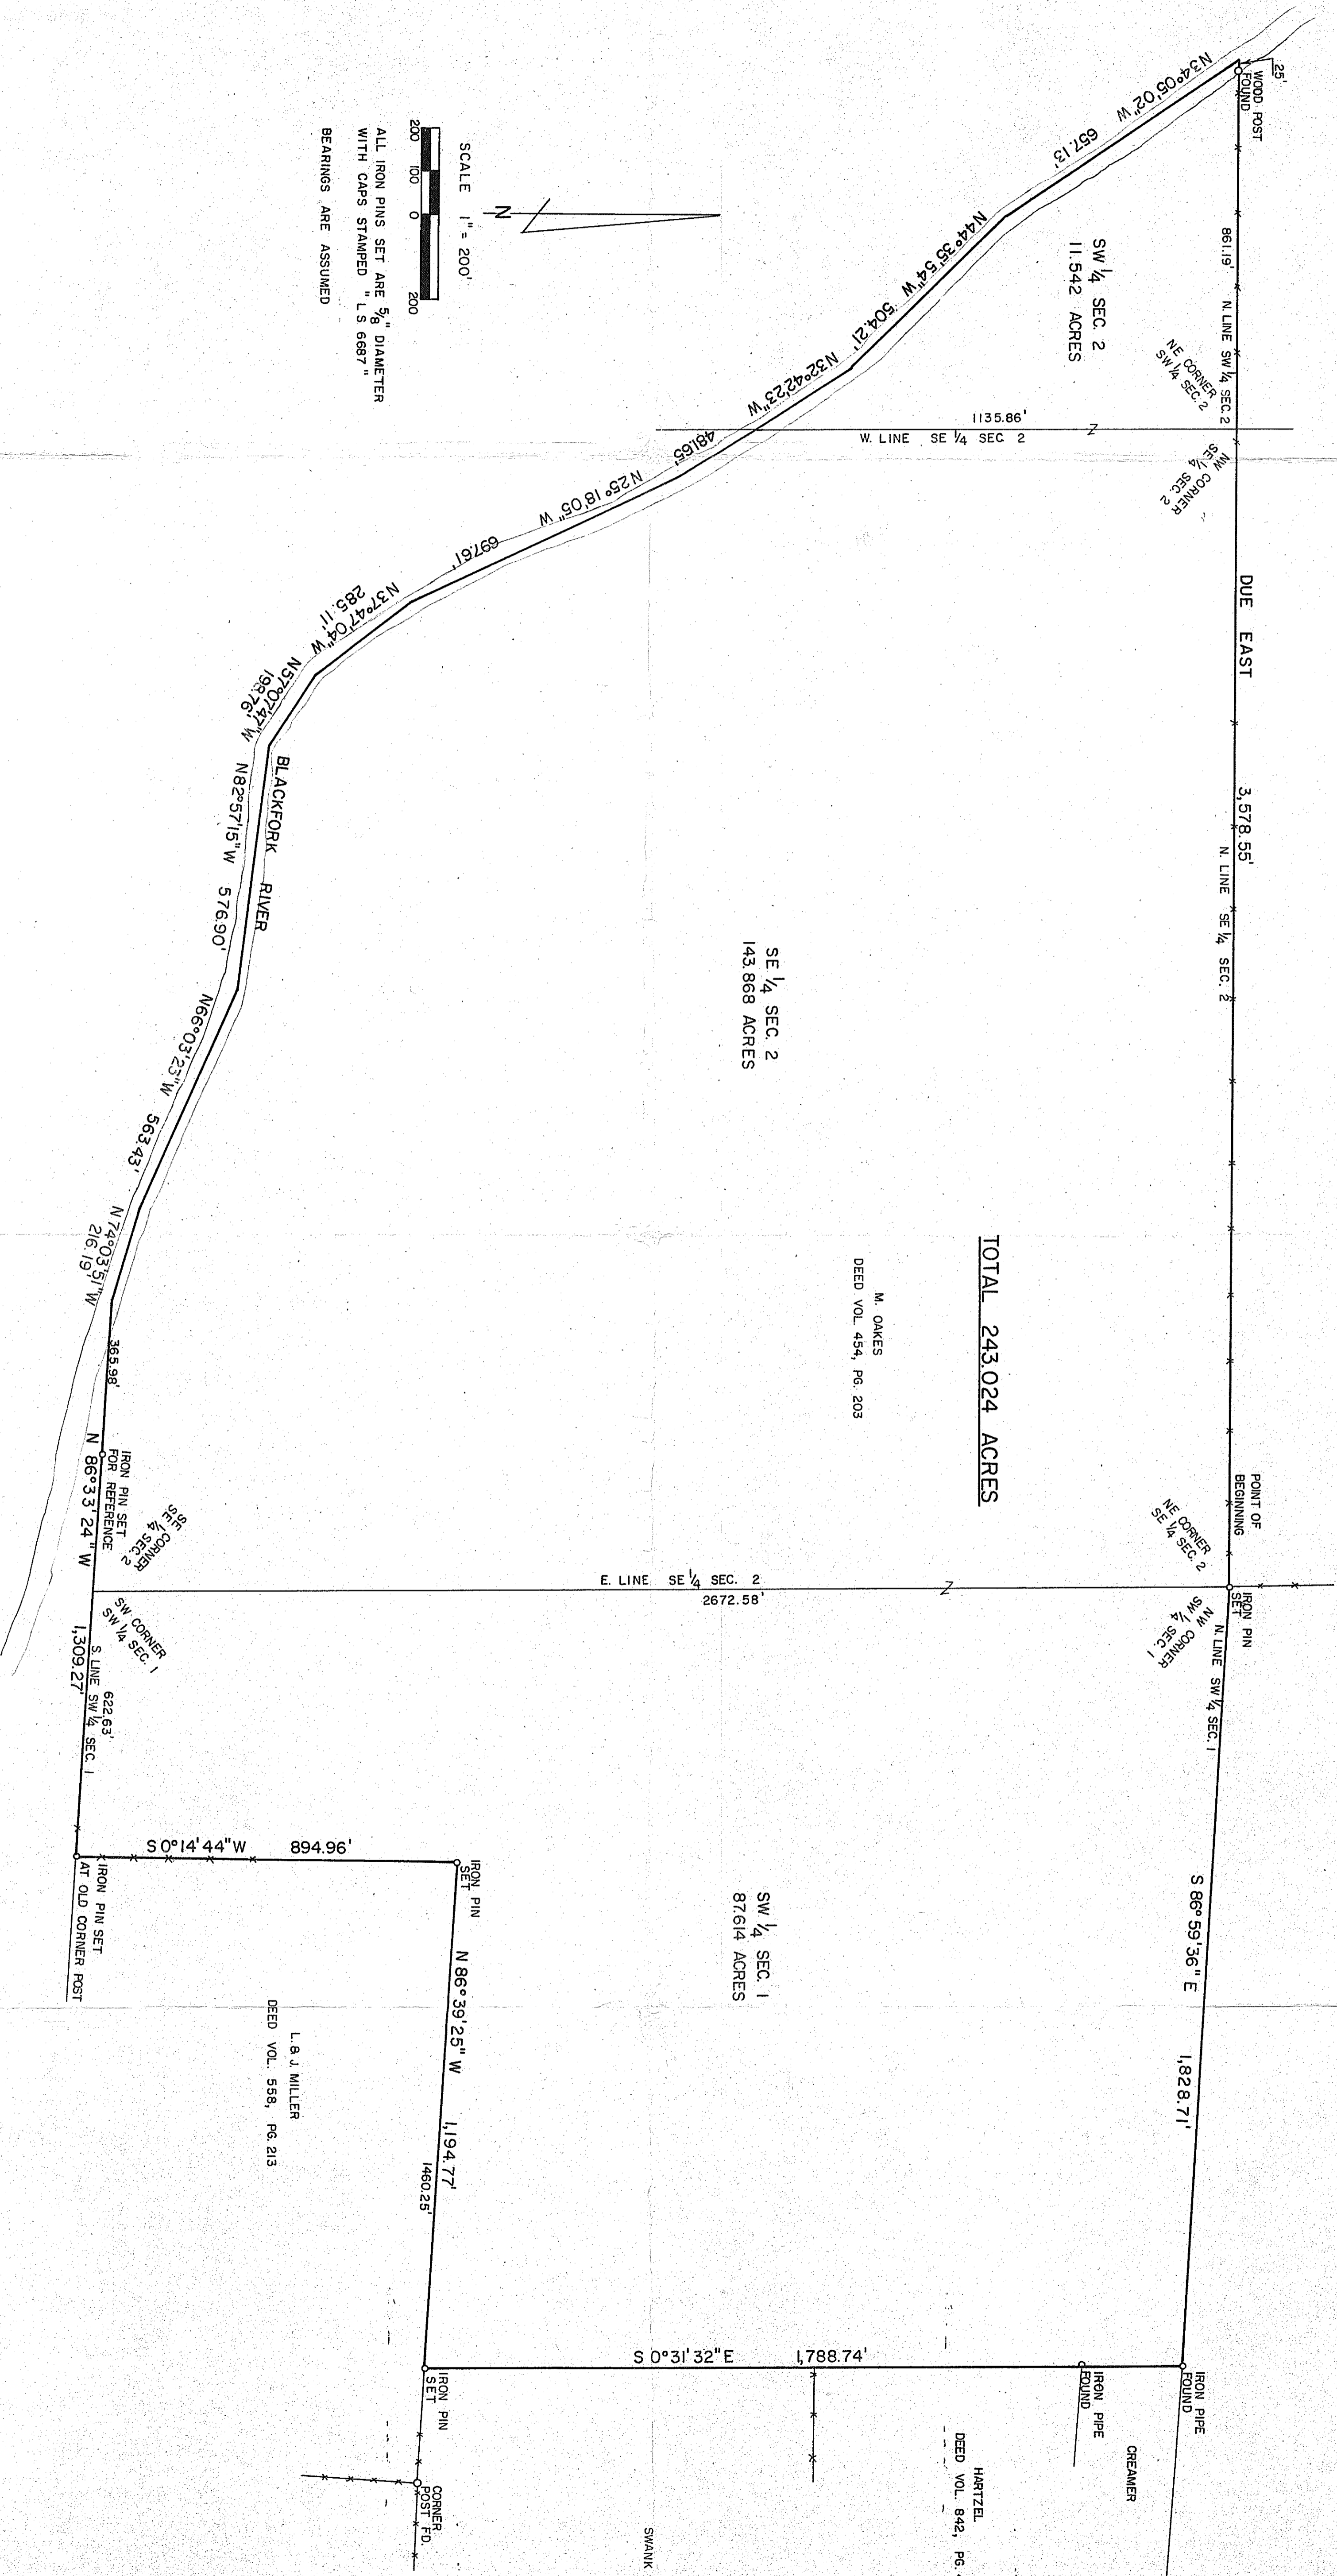 25'
WOOD POST
FOUND
N34°05'02"W
657.13'
861.19'
N. LINE SW 1/4 SEC. 2
SW 1/4 SEC. 2
11.542 ACRES
NE CORNER
SW 1/4 SEC. 2
NW CORNER
SE 1/4 SEC. 2
N44°35'54"W
504.21'
N32°42'23"W
481.65'
1135.86'
W. LINE SE 1/4 SEC. 2
SCALE 1" = 200'
200 100 0 200
N
ALL IRON PINS SET ARE 5/8" DIAMETER
WITH CAPS STAMPED "LS 6687"
BEARINGS ARE ASSUMED
N25°18'05"W
697.61'
N37°47'04"W
285.11'
N57°07'47"W
198.76'
DUE EAST 3,578.55'
N. LINE SE 1/4 SEC. 2
BLACKFORK RIVER
N82°57'15"W 576.90'
SE 1/4 SEC. 2
143.868 ACRES
N66°03'23"W 563.43'
N74°03'51"W
216.19'
TOTAL 243.024 ACRES
M. OAKES
DEED VOL. 454, PG. 203
365.98'
IRON PIN SET
FOR REFERENCE
N 86°33'24" W 1,309.27'
SE CORNER
SE 1/4 SEC. 2
POINT OF
BEGINNING
NE CORNER
SE 1/4 SEC. 2
E. LINE SE 1/4 SEC. 2
2672.58'
IRON PIN
SET
NW CORNER
SW 1/4 SEC. 1
N. LINE SW 1/4 SEC. 1
SW CORNER
SW 1/4 SEC. 1
622.63'
S. LINE SW 1/4 SEC. 1
S 0°14'44"W 894.96'
IRON PIN
SET
IRON PIN SET
AT OLD CORNER POST
S 86°59'36" E 1,828.71'
SW 1/4 SEC. 1
87.614 ACRES
N 86°39'25" W 1,194.77'
1460.25'
L. & J. MILLER
DEED VOL. 558, PG. 213
S 0°31'32"E 1,788.74'
IRON PIPE
FOUND
IRON PIPE
FOUND
IRON PIN
SET
CREAMER
HARTZEL
DEED VOL. 842, PG.
CORNER
POST FD.
SWANK